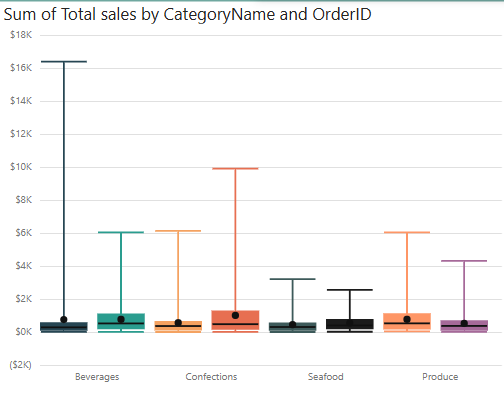 Sum of Total sales by CategoryName and OrderID
$18K
$16K
$14K
$12K
$10K
$8K
$6K
$4K
$2K
$0K
($2K)
Beverages Confections Seafood Produce